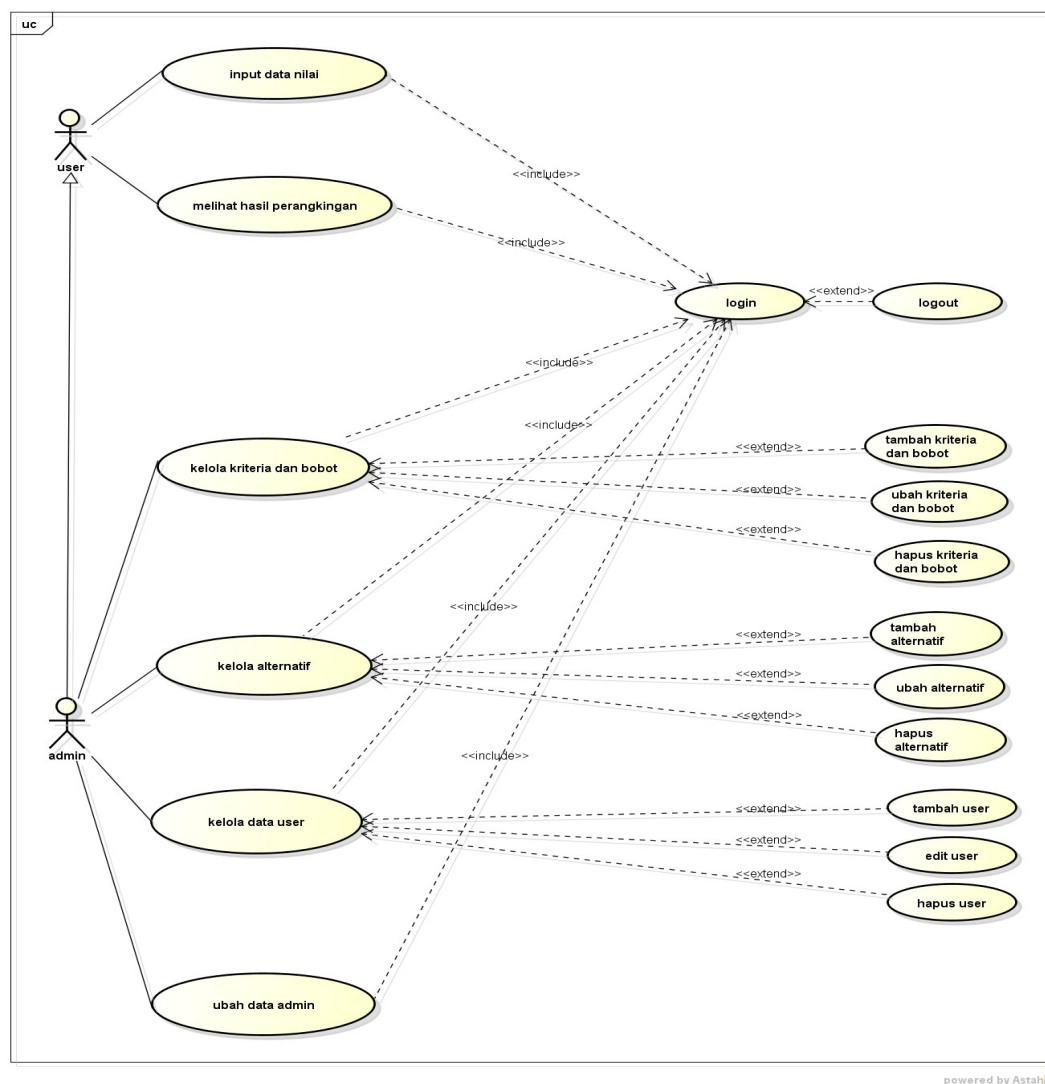 uc
input data nilai
user
<<include>>
melihat hasil perangkingan
<<include>>
login
<<extend>>
logout
<<include>>
<<include>>
kelola kriteria dan bobot
<<extend>>
tambah kriteria
dan bobot
<<extend>>
ubah kriteria
dan bobot
<<extend>>
hapus kriteria
dan bobot
<<include>>
kelola alternatif
<<extend>>
tambah
alternatif
<<extend>>
ubah alternatif
<<extend>>
hapus
alternatif
admin
<<include>>
kelola data user
<<extend>>
tambah user
<<extend>>
edit user
<<extend>>
hapus user
ubah data admin
powered by Astah